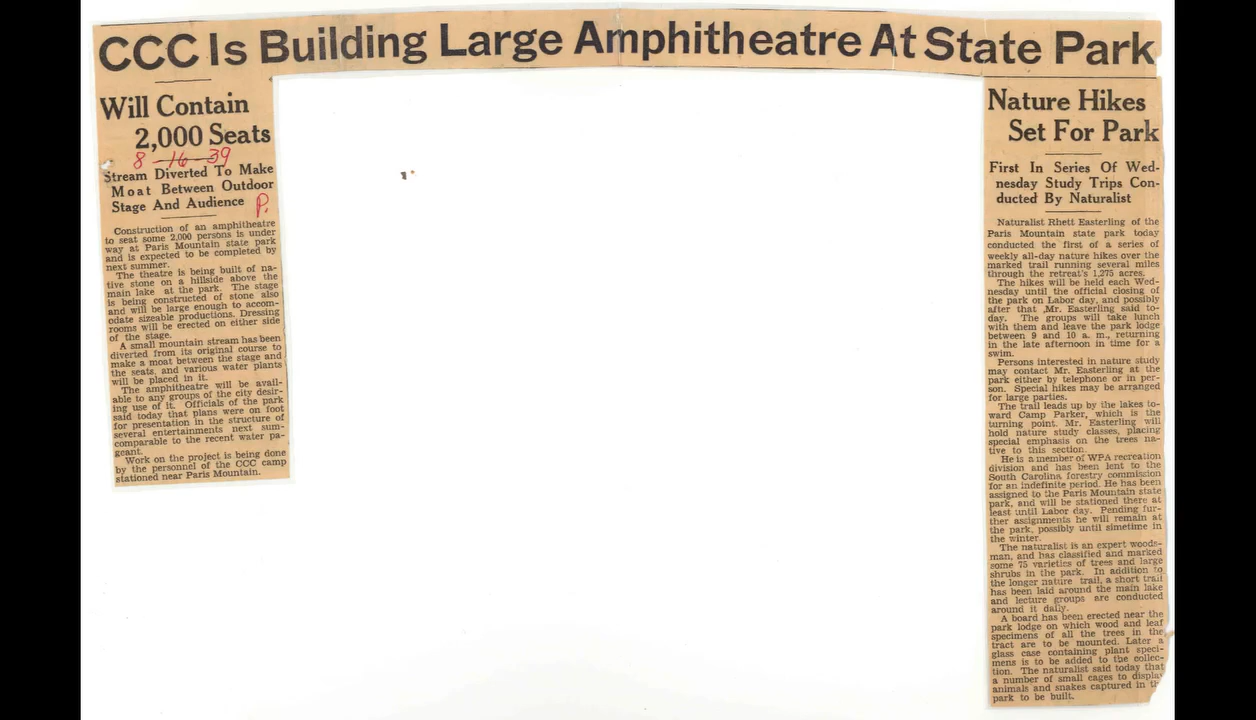 CCC Is Building Large Amphitheatre At State Park
Will Contain
2,000 Seats
8-16-39
Stream Diverted To Make
Moat Between Outdoor
Stage And Audience
P.
Construction of an amphitheatre
to seat some 2,000 persons is under
way at Paris Mountain state park
and is expected to be completed by
next summer.
The theatre is being built of na-
tive stone on a hillside above the
main lake at the park. The stage
is being constructed of stone also
and will be large enough to accom-
odate sizeable productions. Dressing
rooms will be erected on either side
of the stage.
A small mountain stream has been
diverted from its original course to
make a moat between the stage and
the seats, and various water plants
will be placed in it.
The amphitheatre will be avail-
able to any groups of the city desir-
ing use of it. Officials of the park
said today that plans were on foot
for presentation in the structure of
several entertainments next sum-
comparable to the recent water pa-
geant.
Work on the project is being done
by the personnel of the CCC camp
stationed near Paris Mountain.
Nature Hikes
Set For Park
First In Series Of Wed-
nesday Study Trips Con-
ducted By Naturalist
Naturalist Rhett Easterling of the
Paris Mountain state park today
conducted the first of a series of
weekly all-day nature hikes over the
marked trail running several miles
through the retreat's 1,275 acres.
The hikes will be held each Wed-
nesday until the official closing of
the park on Labor day, and possibly
after that ,Mr. Easterling said to-
day. The groups will take lunch
with them and leave the park lodge
between 9 and 10 a. m., returning
in the late afternoon in time for a
swim.
Persons interested in nature study
may contact Mr. Easterling at the
park either by telephone or in per-
son. Special hikes may be arranged
for large parties.
The trail leads up by the lakes to-
ward Camp Parker, which is the
turning point. Mr. Easterling will
hold nature study classes, placing
special emphasis on the trees na-
tive to this section.
He is a member of WPA recreation
division and has been lent to the
South Carolina forestry commission
for an indefinite period. He has been
assigned to the Paris Mountain state
park, and will be stationed there at
least until Labor day. Pending fur-
ther assignments he will remain at
the park, possibly until simetime in
the winter.
The naturalist is an expert woods-
man, and has classified and marked
some 75 varieties of trees and large
shrubs in the park. In addition to
the longer nature trail, a short trail
has been laid around the main lake
and lecture groups are conducted
around it daily.
A board has been erected near the
park lodge on which wood and leaf
specimens of all the trees in the
tract are to be mounted. Later a
glass case containing plant speci-
mens is to be added to the collec-
tion. The naturalist said today that
a number of small cages to display
animals and snakes captured in th
park to be built.